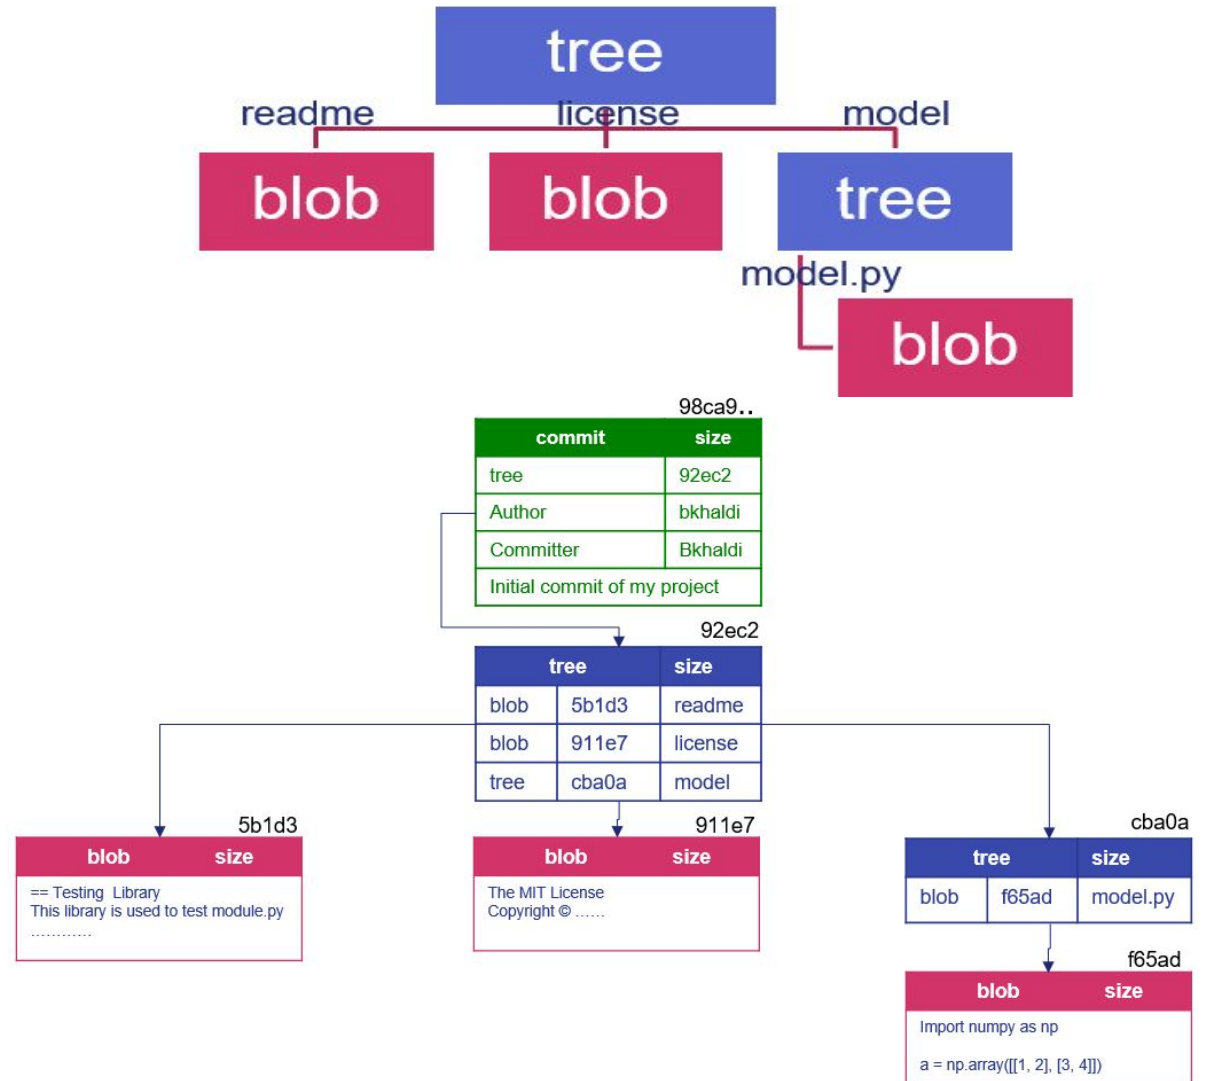 tree
readme license model
blob blob tree
model.py
blob
98ca9..
commit size
tree 92ec2
Author bkhaldi
Committer Bkhaldi
Initial commit of my project
92ec2
tree size
blob 5b1d3 readme
blob 911e7 license
tree cba0a model
5b1d3
blob size
== Testing Library
This library is used to test module.py
............
911e7
blob size
The MIT License
Copyright © ......
cba0a
tree size
blob f65ad model.py
f65ad
blob size
Import numpy as np
a = np.array([[1, 2], [3, 4]])